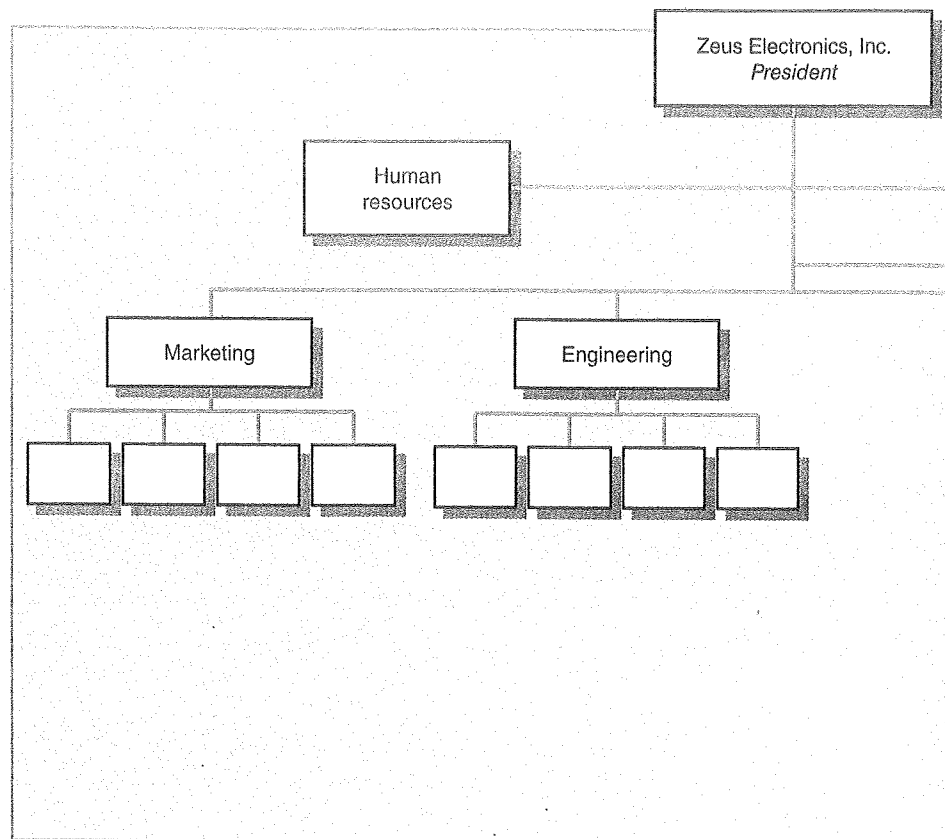 Zeus Electronics, Inc.
President
Human
resources
Marketing
Engineering